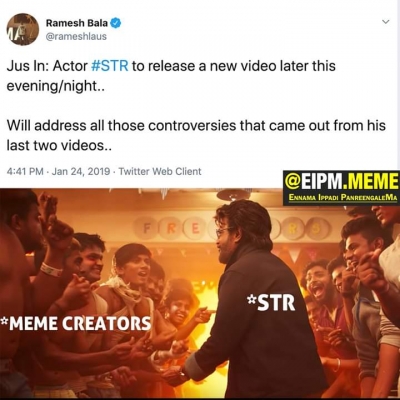 Ramesh Bala
@rameshlaus
Jus In: Actor #STR to release a new video later this
evening/night..
Will address all those controversies that came out from his
last two videos..
4:41 PM · Jan 24, 2019 · Twitter Web Client
@EIPM.MEME
Ennama Ippadi PanreengaleMa
FRE
RS
*STR
*MEME CREATORS